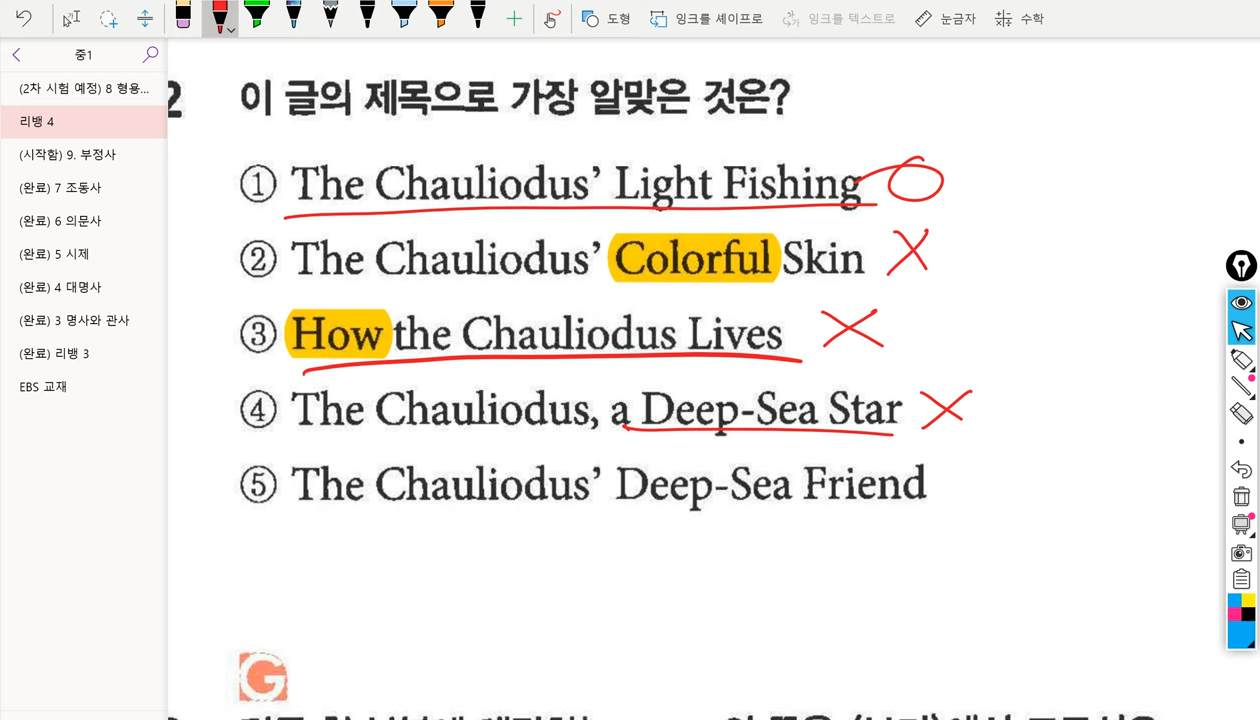 도형
잉크를 셰이프로
잉크를 텍스트로
눈금자
수학
중1
(2차 시험 예정) 8 형용...
리뱅 4
(시작함) 9. 부정사
(완료) 7 조동사
(완료) 6 의문사
(완료) 5 시제
(완료) 4 대명사
(완료) 3 명사와 관사
(완료) 리뱅 3
EBS 교재
2 이 글의 제목으로 가장 알맞은 것은?
① The Chauliodus’ Light Fishing
② The Chauliodus’ Colorful Skin
③ How the Chauliodus Lives
④ The Chauliodus, a Deep-Sea Star
⑤ The Chauliodus’ Deep-Sea Friend
G